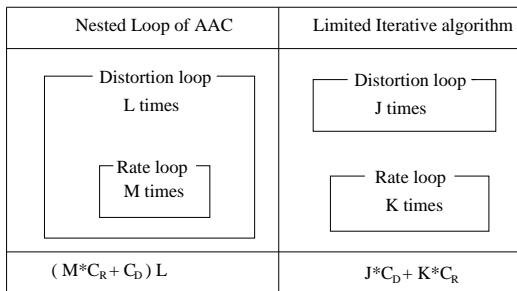 Nested Loop of AAC
Limited Iterative algorithm
Distortion loop
L times
Rate loop
M times
Distortion loop
J times
Rate loop
K times
( M*C_R + C_D ) L
J*C_D + K*C_R